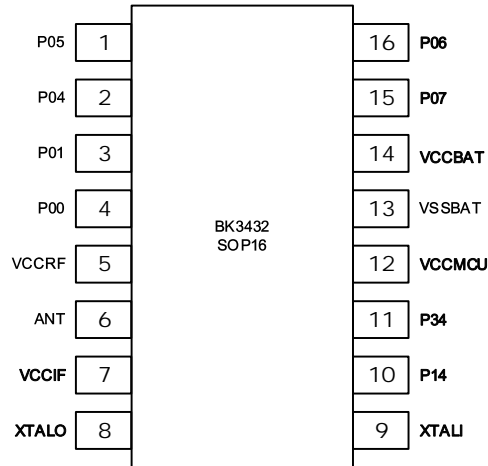 P05 1 16 P06
P04 2 15 P07
P01 3 14 VCCBAT
P00 4 13 VSSBAT
BK3432
SOP16
VCCRF 5 12 VCCMCU
ANT 6 11 P34
VCCIF 7 10 P14
XTALO 8 9 XTALI